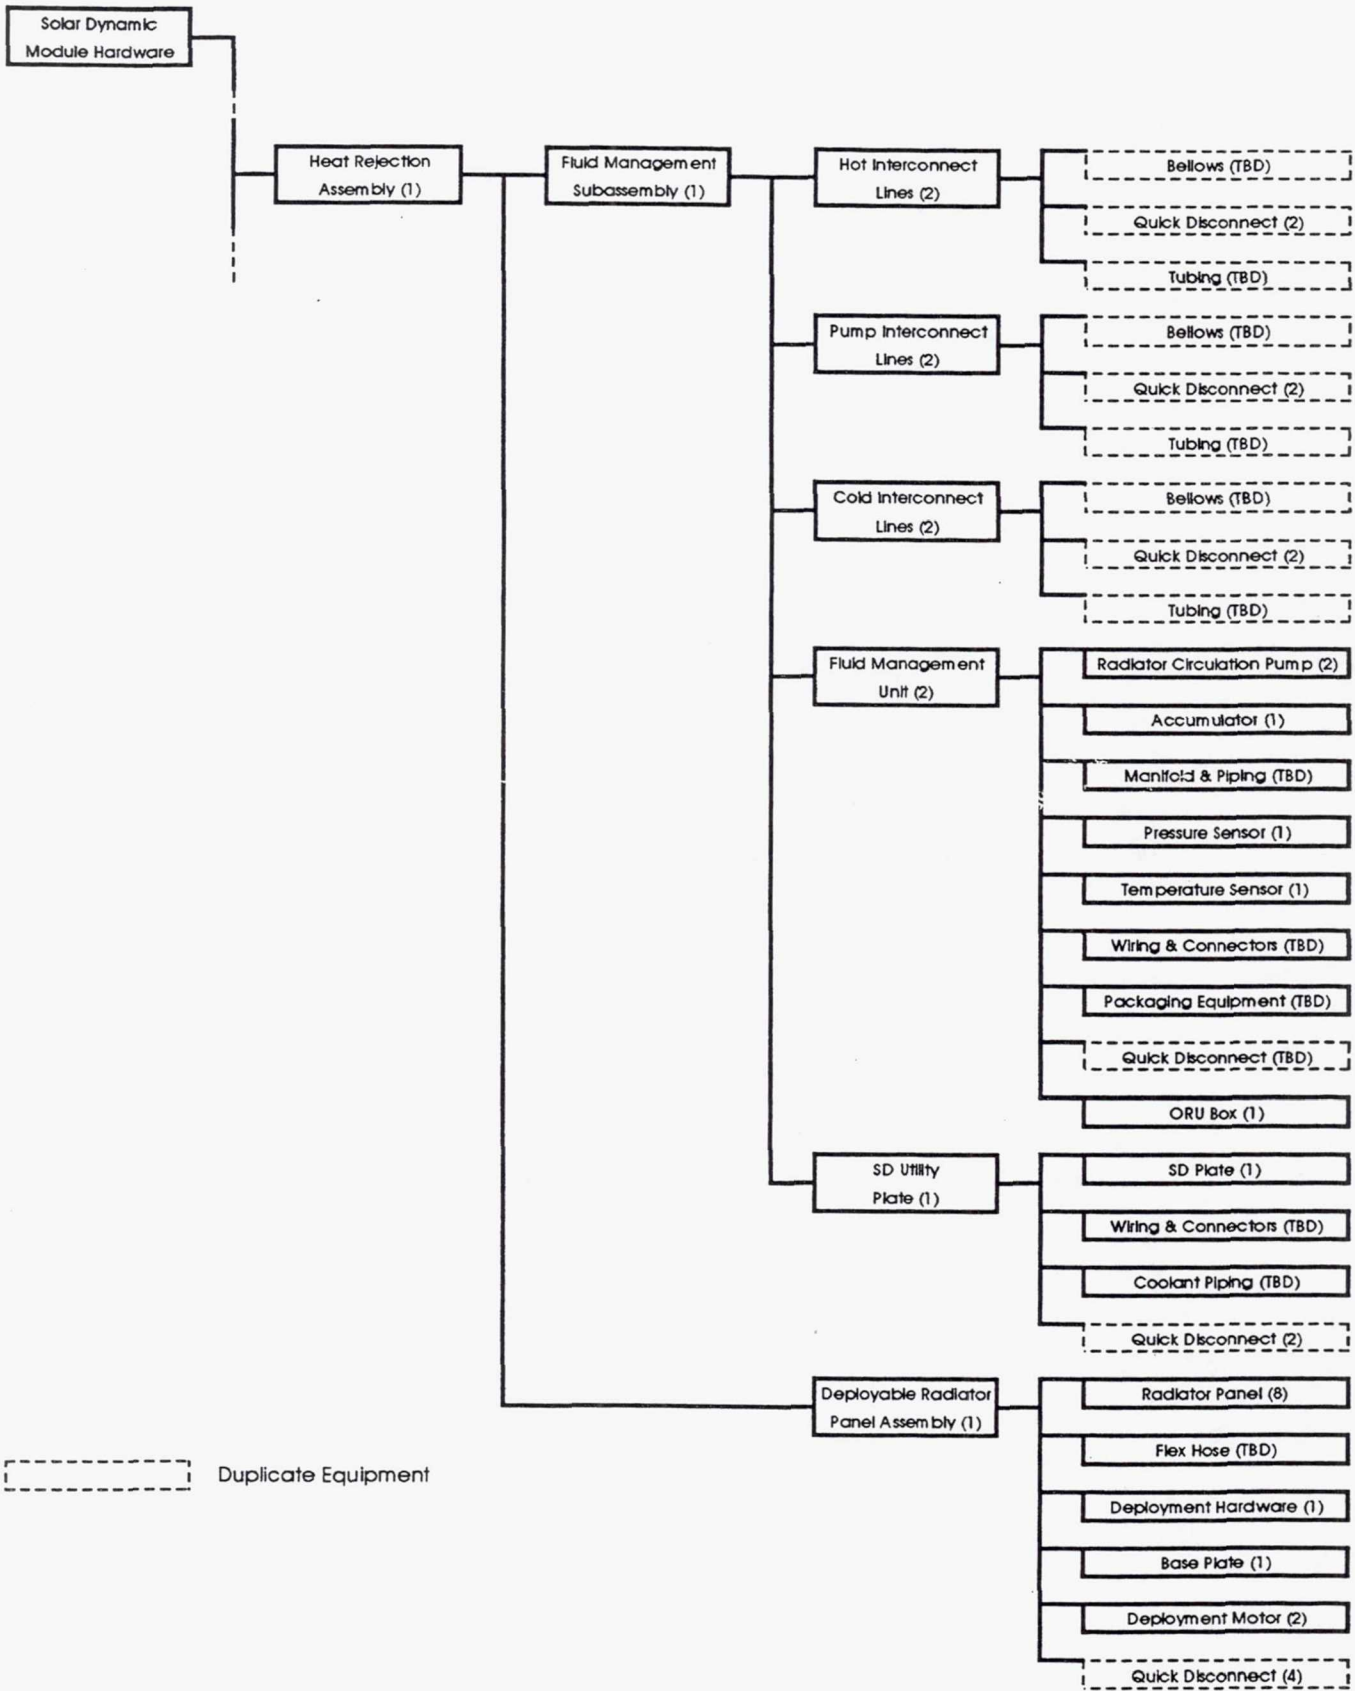 Solar Dynamic
Module Hardware
Heat Rejection
Assembly (1)
Fluid Management
Subassembly (1)
Hot Interconnect
Lines (2)
Bellows (TBD)
Quick Disconnect (2)
Tubing (TBD)
Pump Interconnect
Lines (2)
Bellows (TBD)
Quick Disconnect (2)
Tubing (TBD)
Cold Interconnect
Lines (2)
Bellows (TBD)
Quick Disconnect (2)
Tubing (TBD)
Fluid Management
Unit (2)
Radiator Circulation Pump (2)
Accumulator (1)
Manifold & Piping (TBD)
Pressure Sensor (1)
Temperature Sensor (1)
Wiring & Connectors (TBD)
Packaging Equipment (TBD)
Quick Disconnect (TBD)
ORU Box (1)
SD Utility
Plate (1)
SD Plate (1)
Wiring & Connectors (TBD)
Coolant Piping (TBD)
Quick Disconnect (2)
Deployable Radiator
Panel Assembly (1)
Radiator Panel (8)
Flex Hose (TBD)
Deployment Hardware (1)
Base Plate (1)
Deployment Motor (2)
Quick Disconnect (4)
Duplicate Equipment